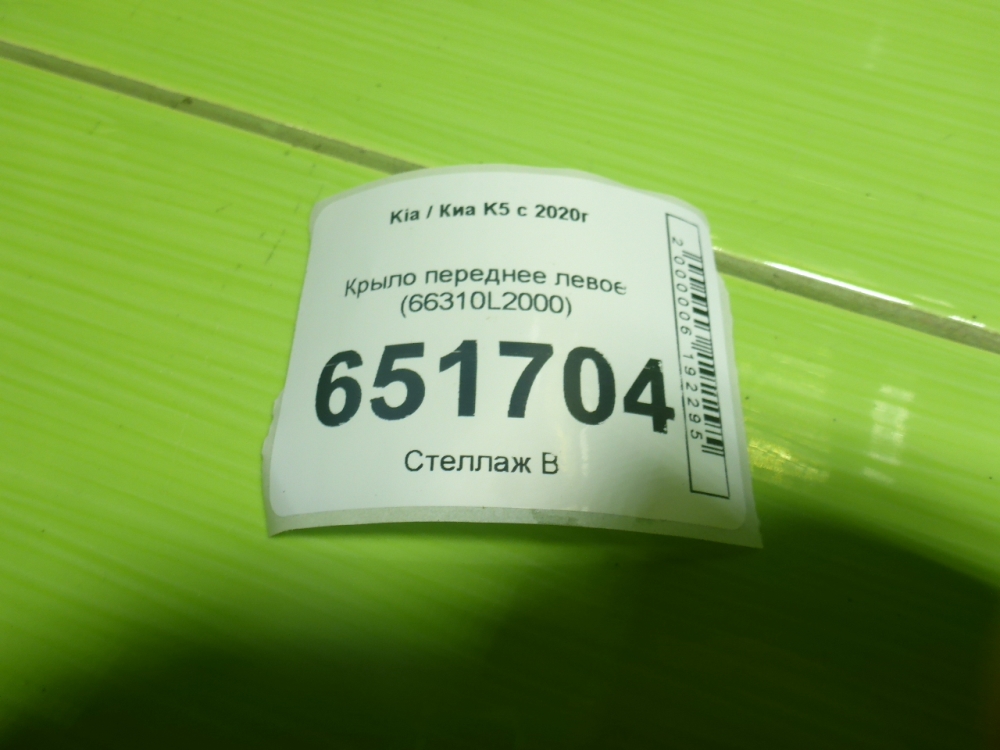 Kia / Киа K5 с 2020г
Крыло переднее левое
(66310L2000)
651704
Стеллаж В
2000006192295